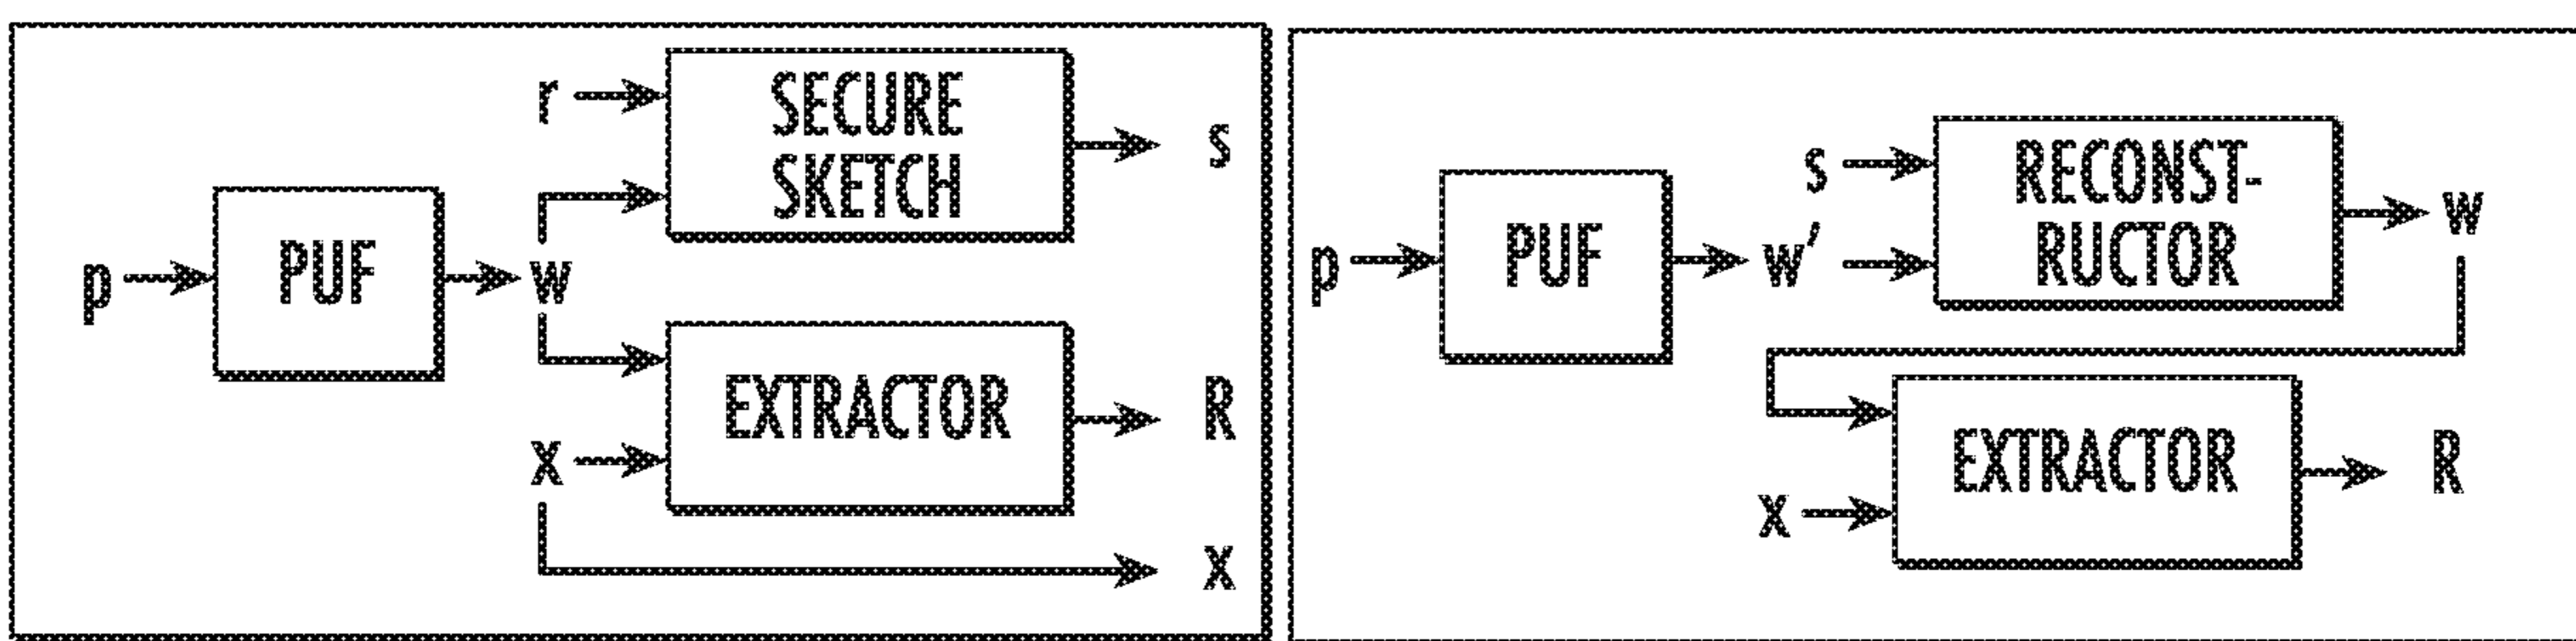 r
SECURE
SKETCH
s
p
PUF
w
EXTRACTOR
R
x
x
s
RECONST-
RUCTOR
w
p
PUF
w'
EXTRACTOR
R
x